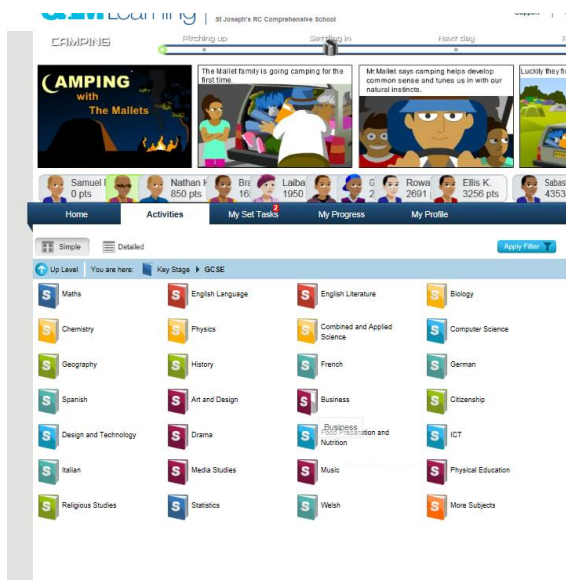 Learning
St.Joseph's RC Comprehensive School
CAMPING
Pitching up
Settling in
Next day
CAMPING
with
The Mallets
The Mallet family is going camping for the
first time.
Mr.Mallet says camping helps develop
common sense and tunes us in with our
natural instincts.
Luckily they fi
Samuel
0 pts
Nathan
850 pts
Laiba
1950
Rowa
2691
Ellis K.
3256 pts
Sabast
4353
Home
Activities
My Set Tasks
2
My Progress
My Profile
Simple
Detailed
Apply Filter
Up Level
You are here:
Key Stage
GCSE
S Maths
S English Language
S English Literature
S Biology
S Chemistry
S Physics
S Combined and Applied
Science
S Computer Science
S Geography
S History
S French
S German
S Spanish
S Art and Design
S Business
S Citizenship
Business
S Design and Technology
S Drama
S Food Preparation and
Nutrition
S ICT
S Italian
S Media Studies
S Music
S Physical Education
S Religious Studies
S Statistics
S Welsh
S More Subjects